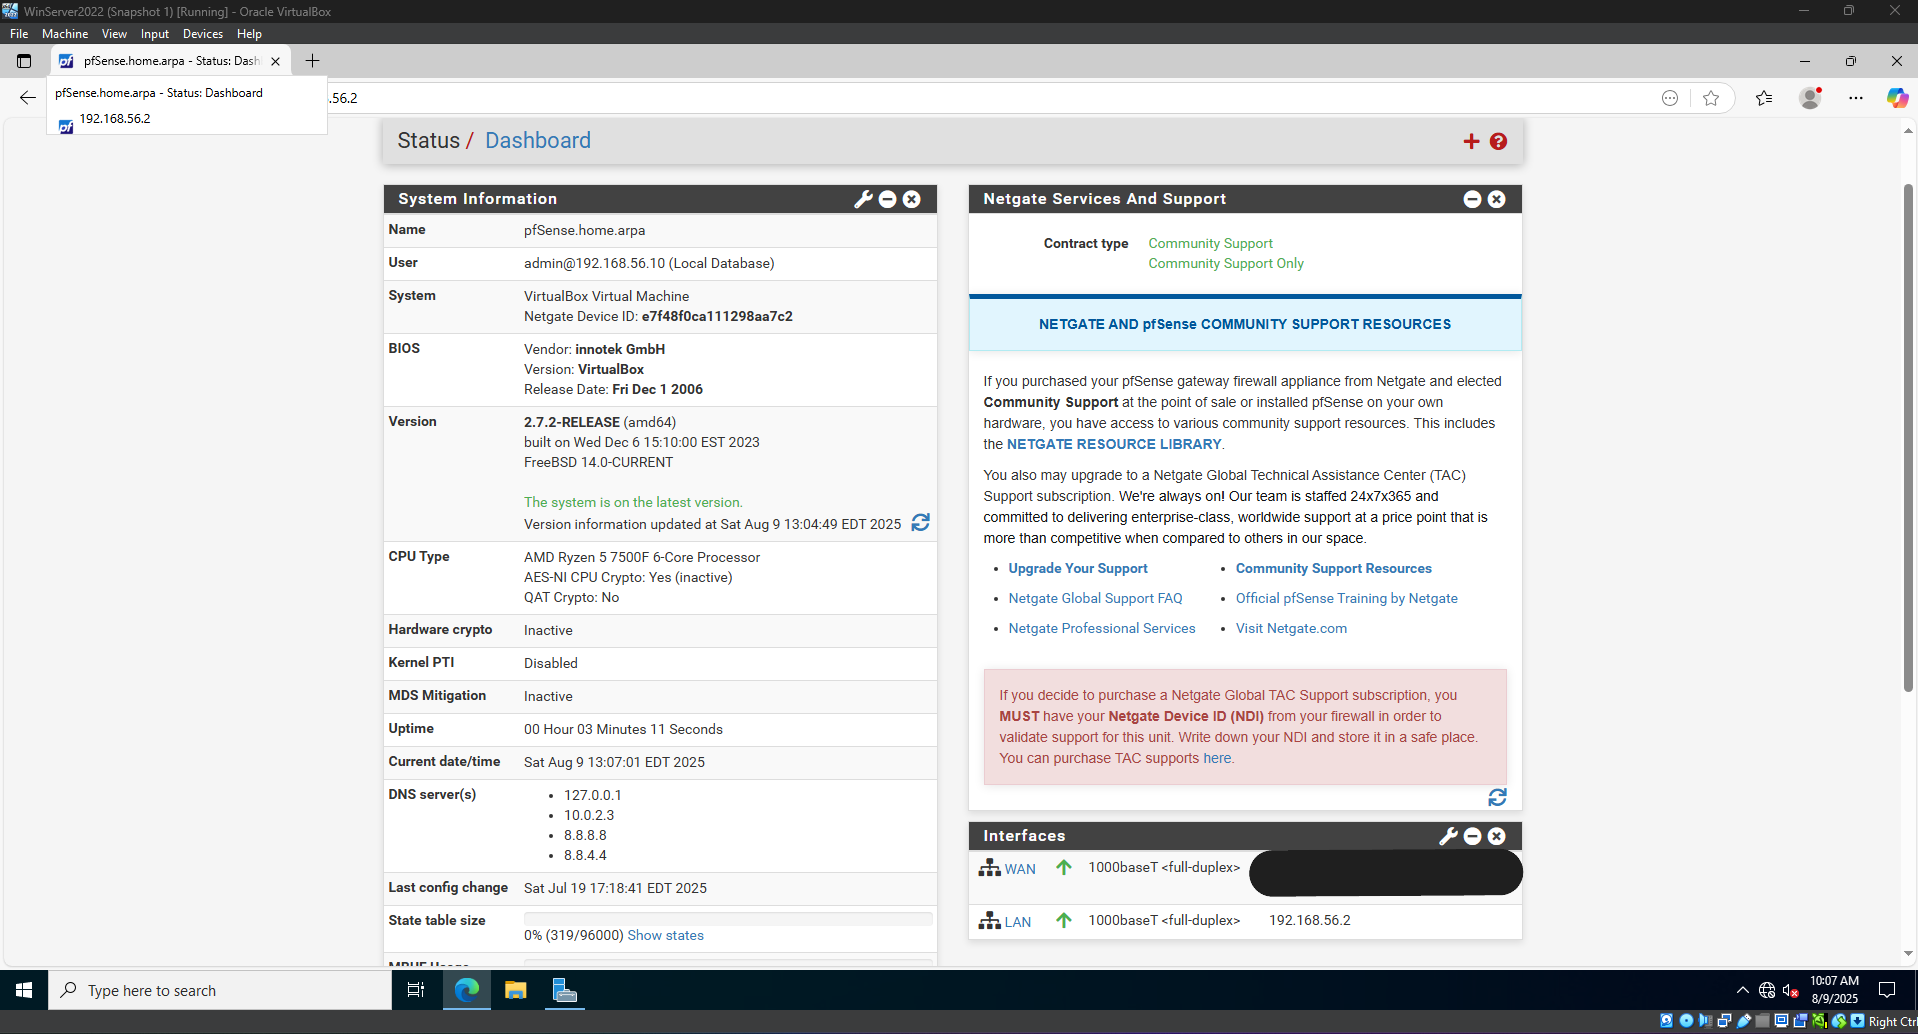 WinServer2022 (Snapshot 1) [Running] - Oracle VirtualBox
File Machine View Input Devices Help
pfSense.home.arpa - Status: Dash
pfSense.home.arpa - Status: Dashboard
192.168.56.2
.56.2
Status / Dashboard
System Information
Name pfSense.home.arpa
User admin@192.168.56.10 (Local Database)
System VirtualBox Virtual Machine
Netgate Device ID: e7f48f0ca111298aa7c2
BIOS Vendor: innotek GmbH
Version: VirtualBox
Release Date: Fri Dec 1 2006
Version 2.7.2-RELEASE (amd64)
built on Wed Dec 6 15:10:00 EST 2023
FreeBSD 14.0-CURRENT
The system is on the latest version.
Version information updated at Sat Aug 9 13:04:49 EDT 2025
CPU Type AMD Ryzen 5 7500F 6-Core Processor
AES-NI CPU Crypto: Yes (inactive)
QAT Crypto: No
Hardware crypto Inactive
Kernel PTI Disabled
MDS Mitigation Inactive
Uptime 00 Hour 03 Minutes 11 Seconds
Current date/time Sat Aug 9 13:07:01 EDT 2025
DNS server(s)
• 127.0.0.1
• 10.0.2.3
• 8.8.8.8
• 8.8.4.4
Last config change Sat Jul 19 17:18:41 EDT 2025
State table size
0% (319/96000) Show states
MBUF Usage
Netgate Services And Support
Contract type Community Support
Community Support Only
NETGATE AND pfSense COMMUNITY SUPPORT RESOURCES
If you purchased your pfSense gateway firewall appliance from Netgate and elected
Community Support at the point of sale or installed pfSense on your own
hardware, you have access to various community support resources. This includes
the NETGATE RESOURCE LIBRARY.
You also may upgrade to a Netgate Global Technical Assistance Center (TAC)
Support subscription. We're always on! Our team is staffed 24x7x365 and
committed to delivering enterprise-class, worldwide support at a price point that is
more than competitive when compared to others in our space.
• Upgrade Your Support • Community Support Resources
• Netgate Global Support FAQ • Official pfSense Training by Netgate
• Netgate Professional Services • Visit Netgate.com
If you decide to purchase a Netgate Global TAC Support subscription, you
MUST have your Netgate Device ID (NDI) from your firewall in order to
validate support for this unit. Write down your NDI and store it in a safe place.
You can purchase TAC supports here.
Interfaces
WAN 1000baseT <full-duplex>
LAN 1000baseT <full-duplex> 192.168.56.2
Type here to search
10:07 AM
8/9/2025
Right Ctrl